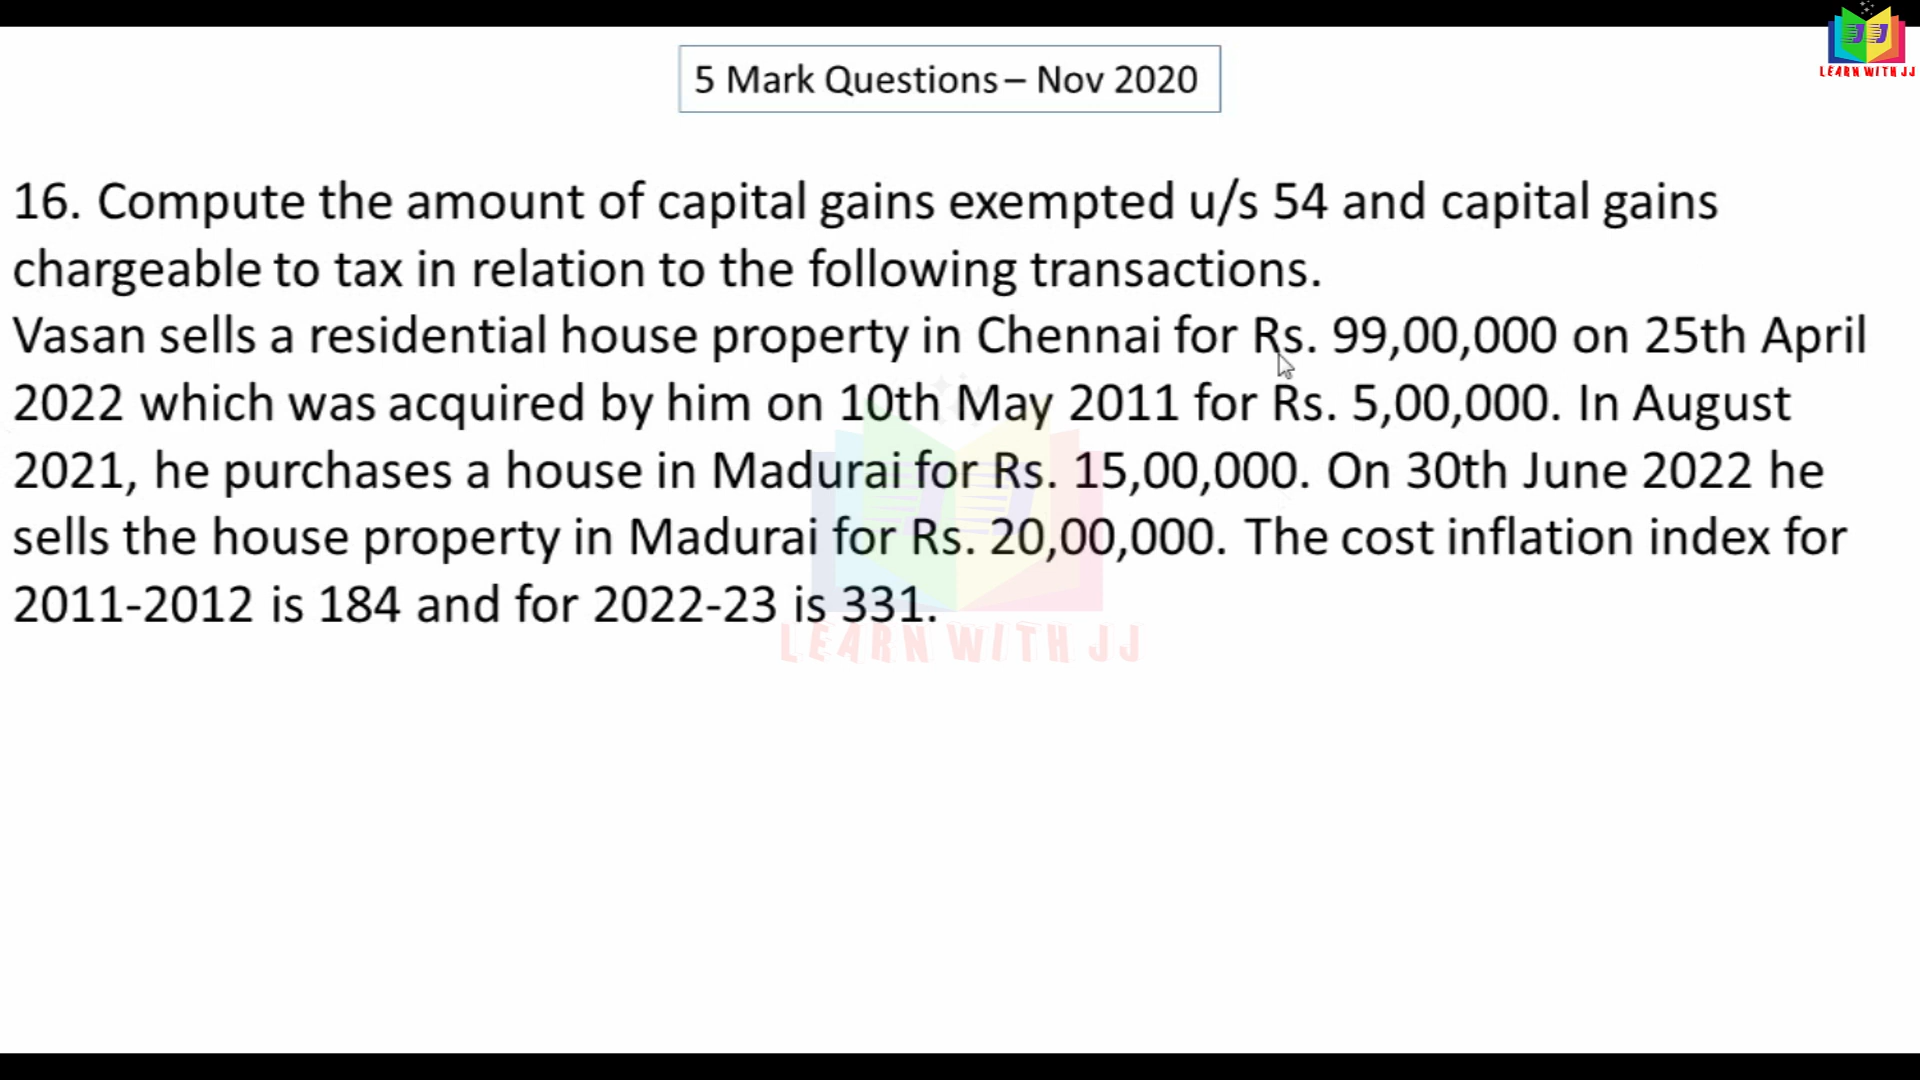 LEARN WITH JJ
5 Mark Questions – Nov 2020
16. Compute the amount of capital gains exempted u/s 54 and capital gains
chargeable to tax in relation to the following transactions.
Vasan sells a residential house property in Chennai for Rs. 99,00,000 on 25th April
2022 which was acquired by him on 10th May 2011 for Rs. 5,00,000. In August
2021, he purchases a house in Madurai for Rs. 15,00,000. On 30th June 2022 he
sells the house property in Madurai for Rs. 20,00,000. The cost inflation index for
2011-2012 is 184 and for 2022-23 is 331.
LEARN WITH JJ